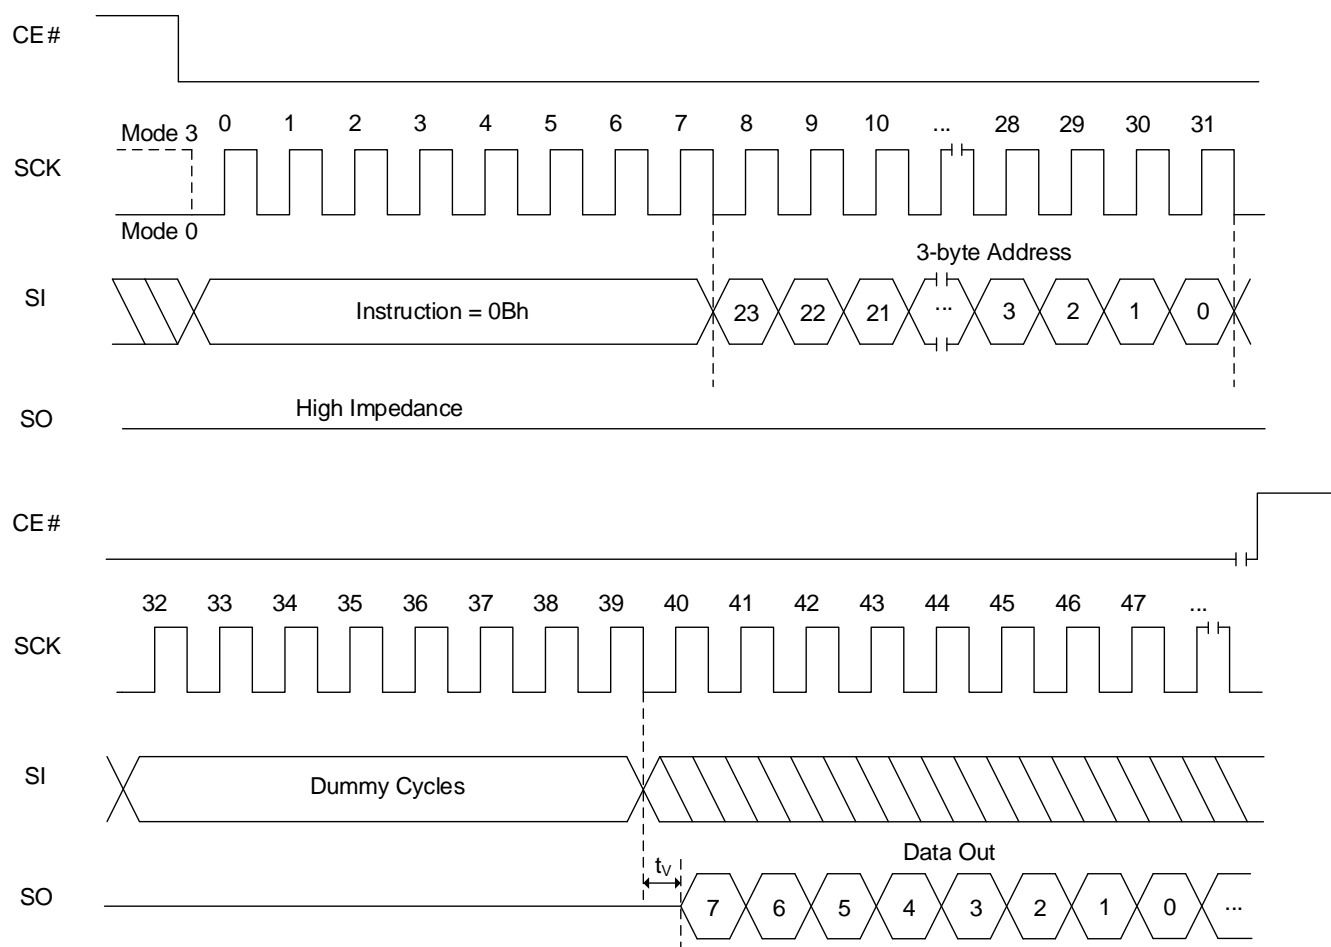 CE#
Mode 3 0 1 2 3 4 5 6 7 8 9 10 ... 28 29 30 31
SCK
Mode 0
3-byte Address
SI
Instruction = 0Bh 23 22 21 ... 3 2 1 0
High Impedance
SO
CE#
32 33 34 35 36 37 38 39 40 41 42 43 44 45 46 47 ...
SCK
SI
Dummy Cycles
Data Out
tV
SO
7 6 5 4 3 2 1 0 ...